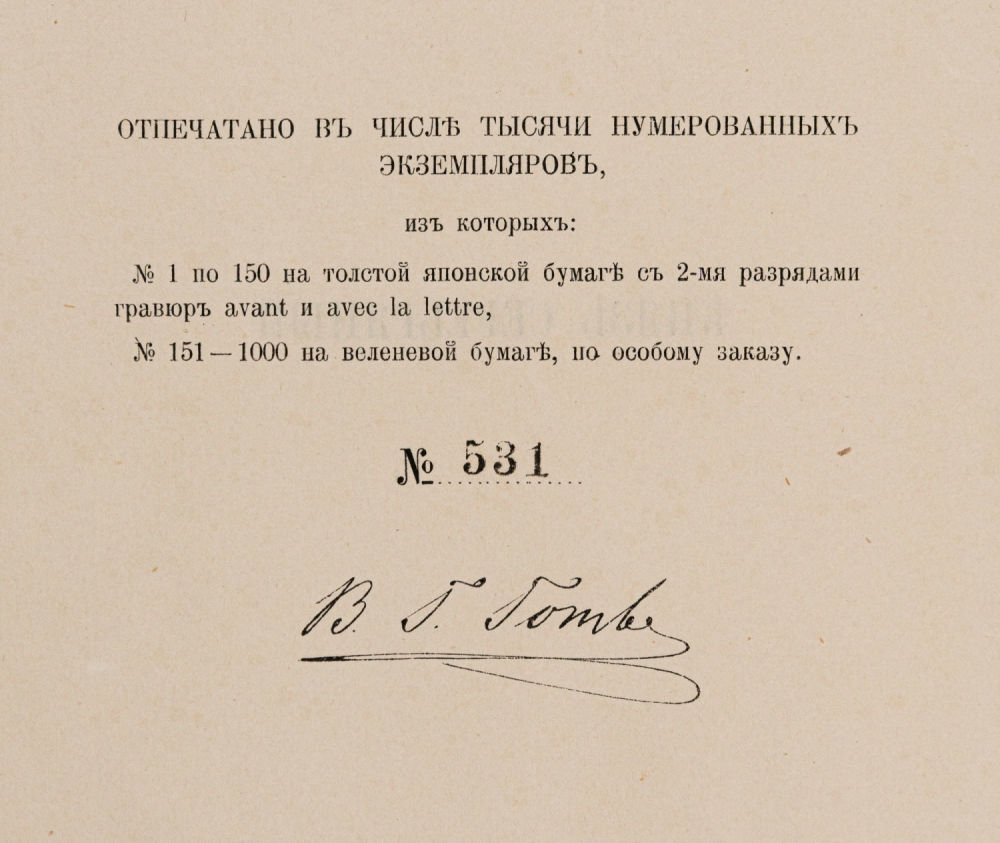 ОТПЕЧАТАНО ВЪ ЧИСЛѢ ТЫСЯЧИ НУМЕРОВАННЫХЪ
ЭКЗЕМПЛЯРОВЪ,
изъ которыхъ:
№ 1 по 150 на толстой японской бумагѣ съ 2-мя разрядами
гравюръ avant и avec la lettre,
№ 151 — 1000 на веленевой бумагѣ, по особому заказу.
№ 531
В. Г. Готье